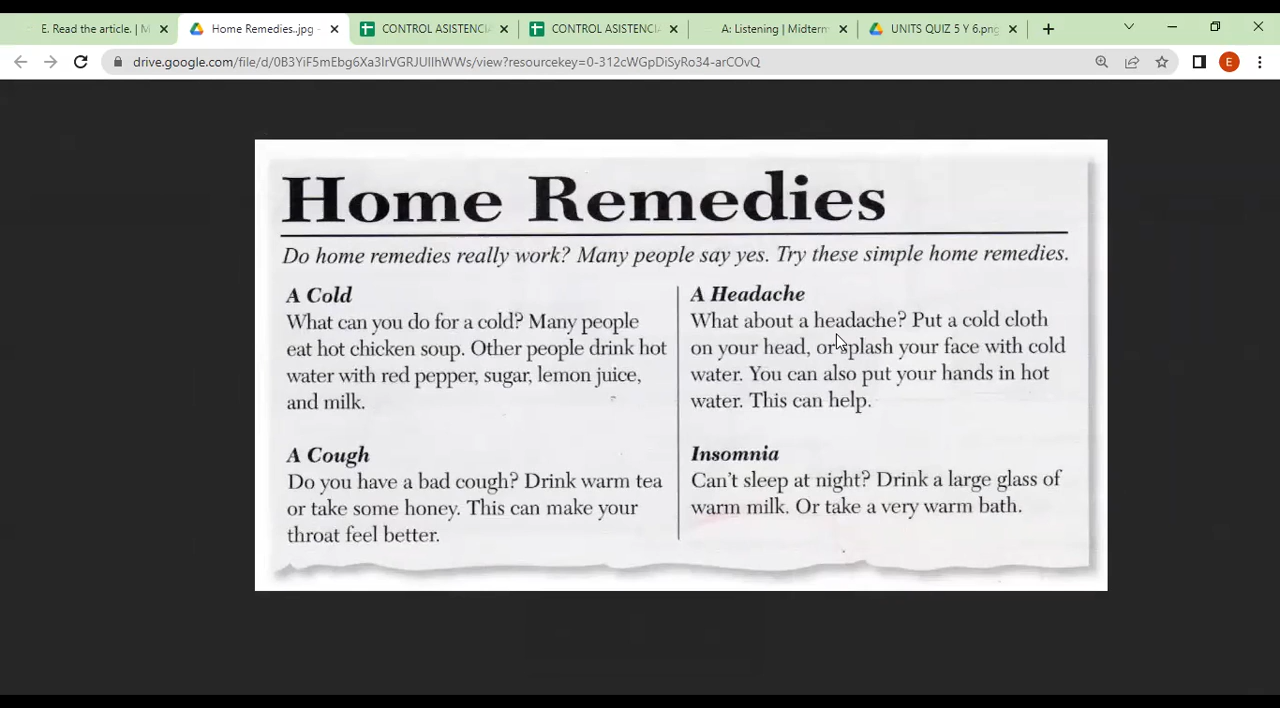 E. Read the article. | M
Home Remedies..jpg -
CONTROL ASISTENCIA
CONTROL ASISTENCIA
A: Listening | Midterm
UNITS QUIZ 5 Y 6.png
drive.google.com/file/d/0B3YiF5mEbg6Xa3lrVGRJUllhWWs/view?resourcekey=0-312cWGpDiSyRo34-arCOvQ
E
Home Remedies
Do home remedies really work? Many people say yes. Try these simple home remedies.
A Cold
What can you do for a cold? Many people
eat hot chicken soup. Other people drink hot
water with red pepper, sugar, lemon juice,
and milk.
A Cough
Do you have a bad cough? Drink warm tea
or take some honey. This can make your
throat feel better.
A Headache
What about a headache? Put a cold cloth
on your head, or splash your face with cold
water. You can also put your hands in hot
water. This can help.
Insomnia
Can't sleep at night? Drink a large glass of
warm milk. Or take a very warm bath.